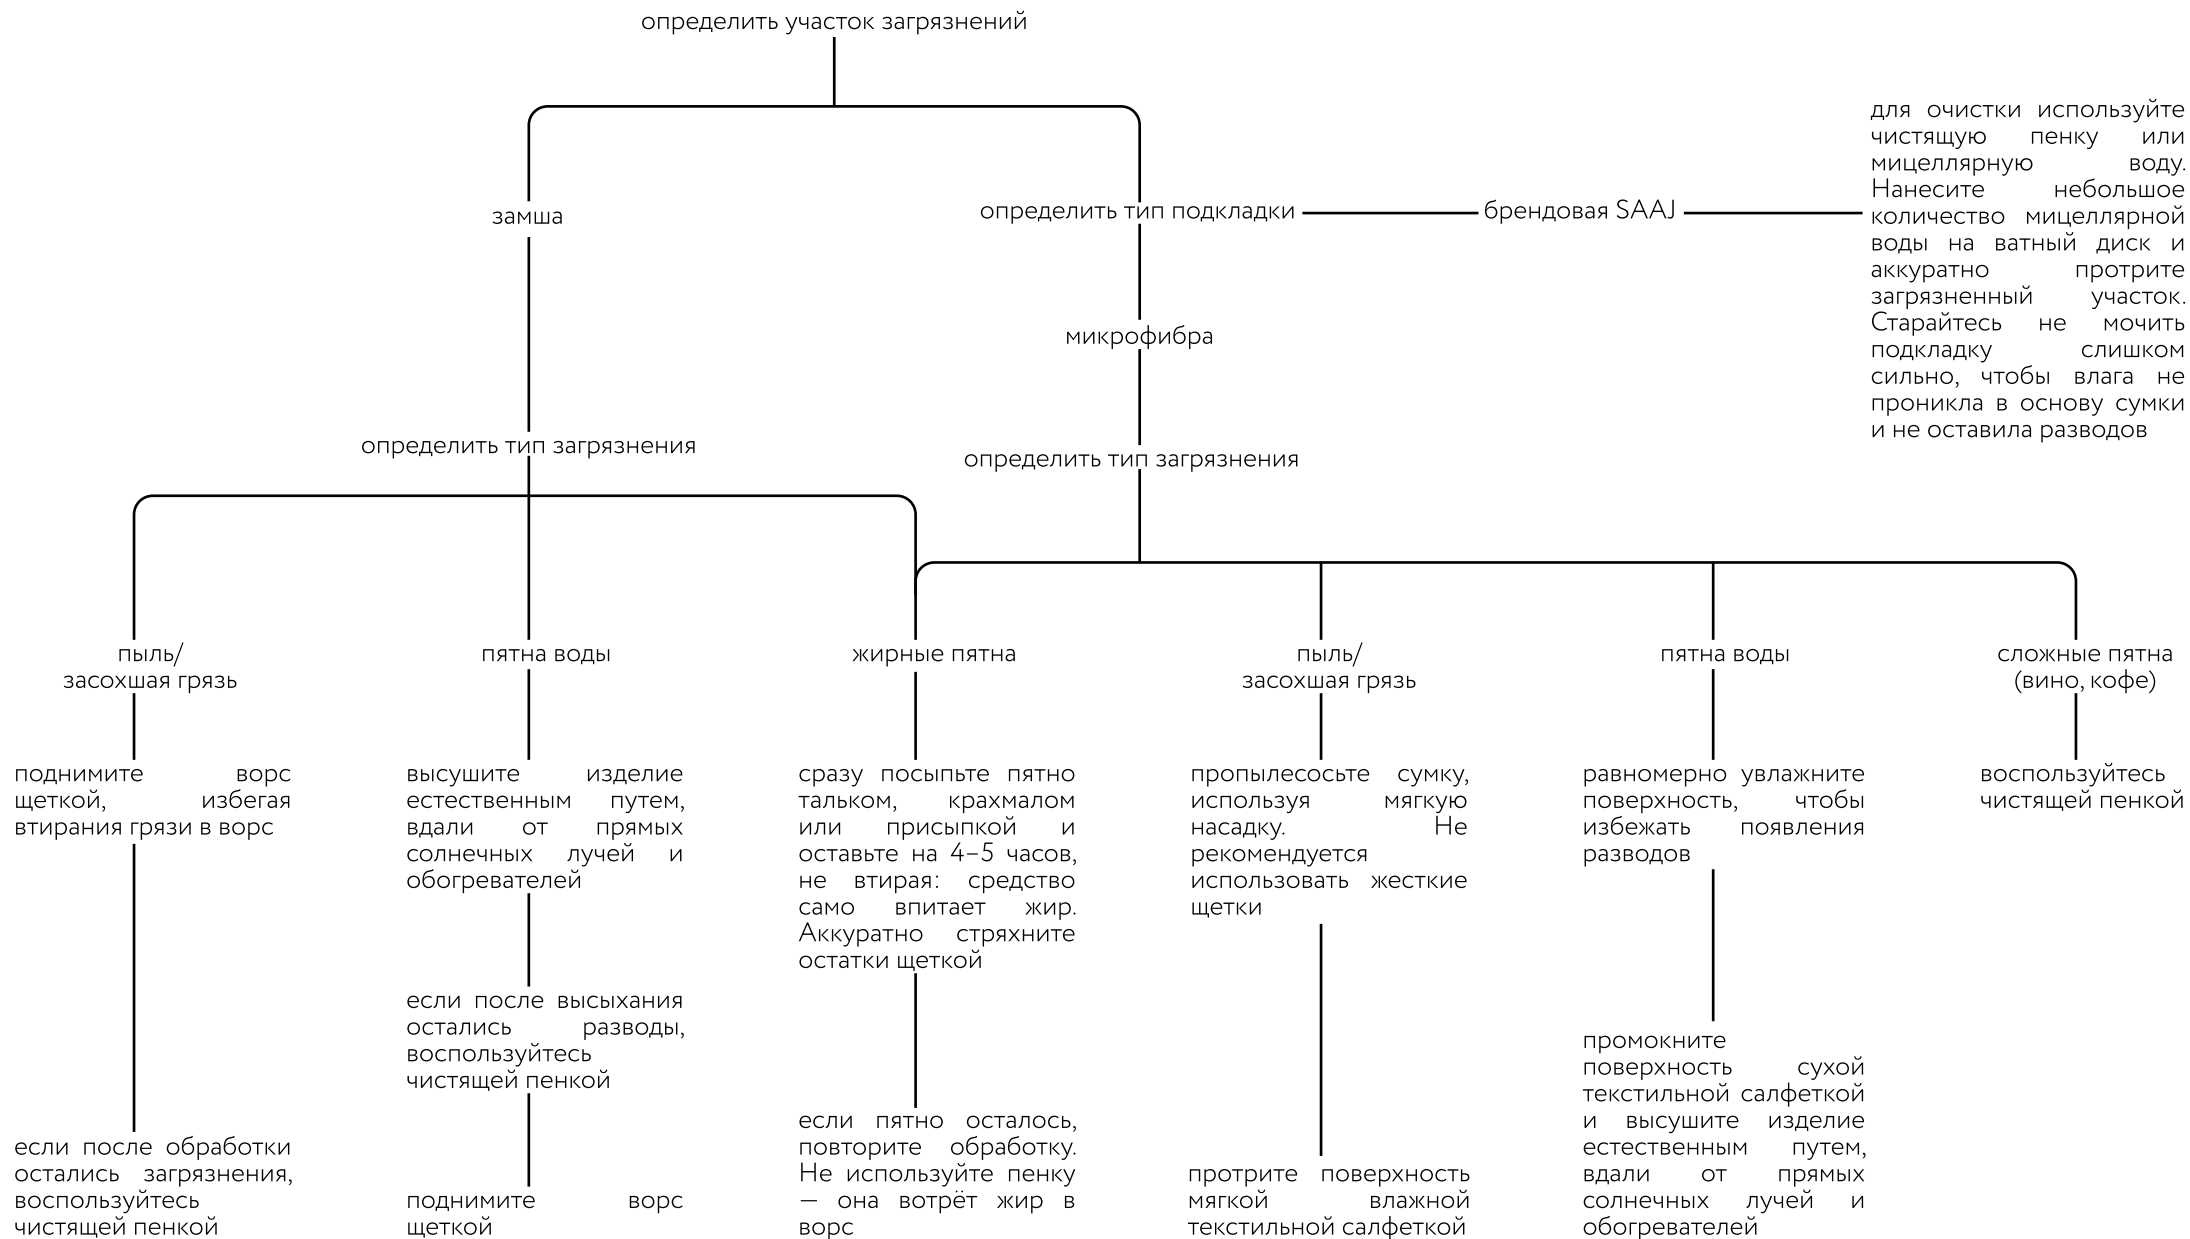 определить участок загрязнений
замша
определить тип подкладки
брендовая SAAJ
для очистки используйте
чистящую пенку или
мицеллярную воду.
Нанесите небольшое
количество мицеллярной
воды на ватный диск и
аккуратно протрите
загрязненный участок.
Старайтесь не мочить
подкладку слишком
сильно, чтобы влага не
проникла в основу сумки
и не оставила разводов
микрофибра
определить тип загрязнения
определить тип загрязнения
пыль/
засохшая грязь
поднимите ворс
щеткой, избегая
втирания грязи в ворс
если после обработки
остались загрязнения,
воспользуйтесь
чистящей пенкой
пятна воды
высушите изделие
естественным путем,
вдали от прямых
солнечных лучей и
обогревателей
если после высыхания
остались разводы,
воспользуйтесь
чистящей пенкой
поднимите ворс
щеткой
жирные пятна
сразу посыпьте пятно
тальком, крахмалом
или присыпкой и
оставьте на 4–5 часов,
не втирая: средство
само впитает жир.
Аккуратно стряхните
остатки щеткой
если пятно осталось,
повторите обработку.
Не используйте пенку
— она вотрёт жир в
ворс
пыль/
засохшая грязь
пропылесосьте сумку,
используя мягкую
насадку. Не
рекомендуется
использовать жесткие
щетки
протрите поверхность
мягкой влажной
текстильной салфеткой
пятна воды
равномерно увлажните
поверхность, чтобы
избежать появления
разводов
промокните
поверхность сухой
текстильной салфеткой
и высушите изделие
естественным путем,
вдали от прямых
солнечных лучей и
обогревателей
сложные пятна
(вино, кофе)
воспользуйтесь
чистящей пенкой